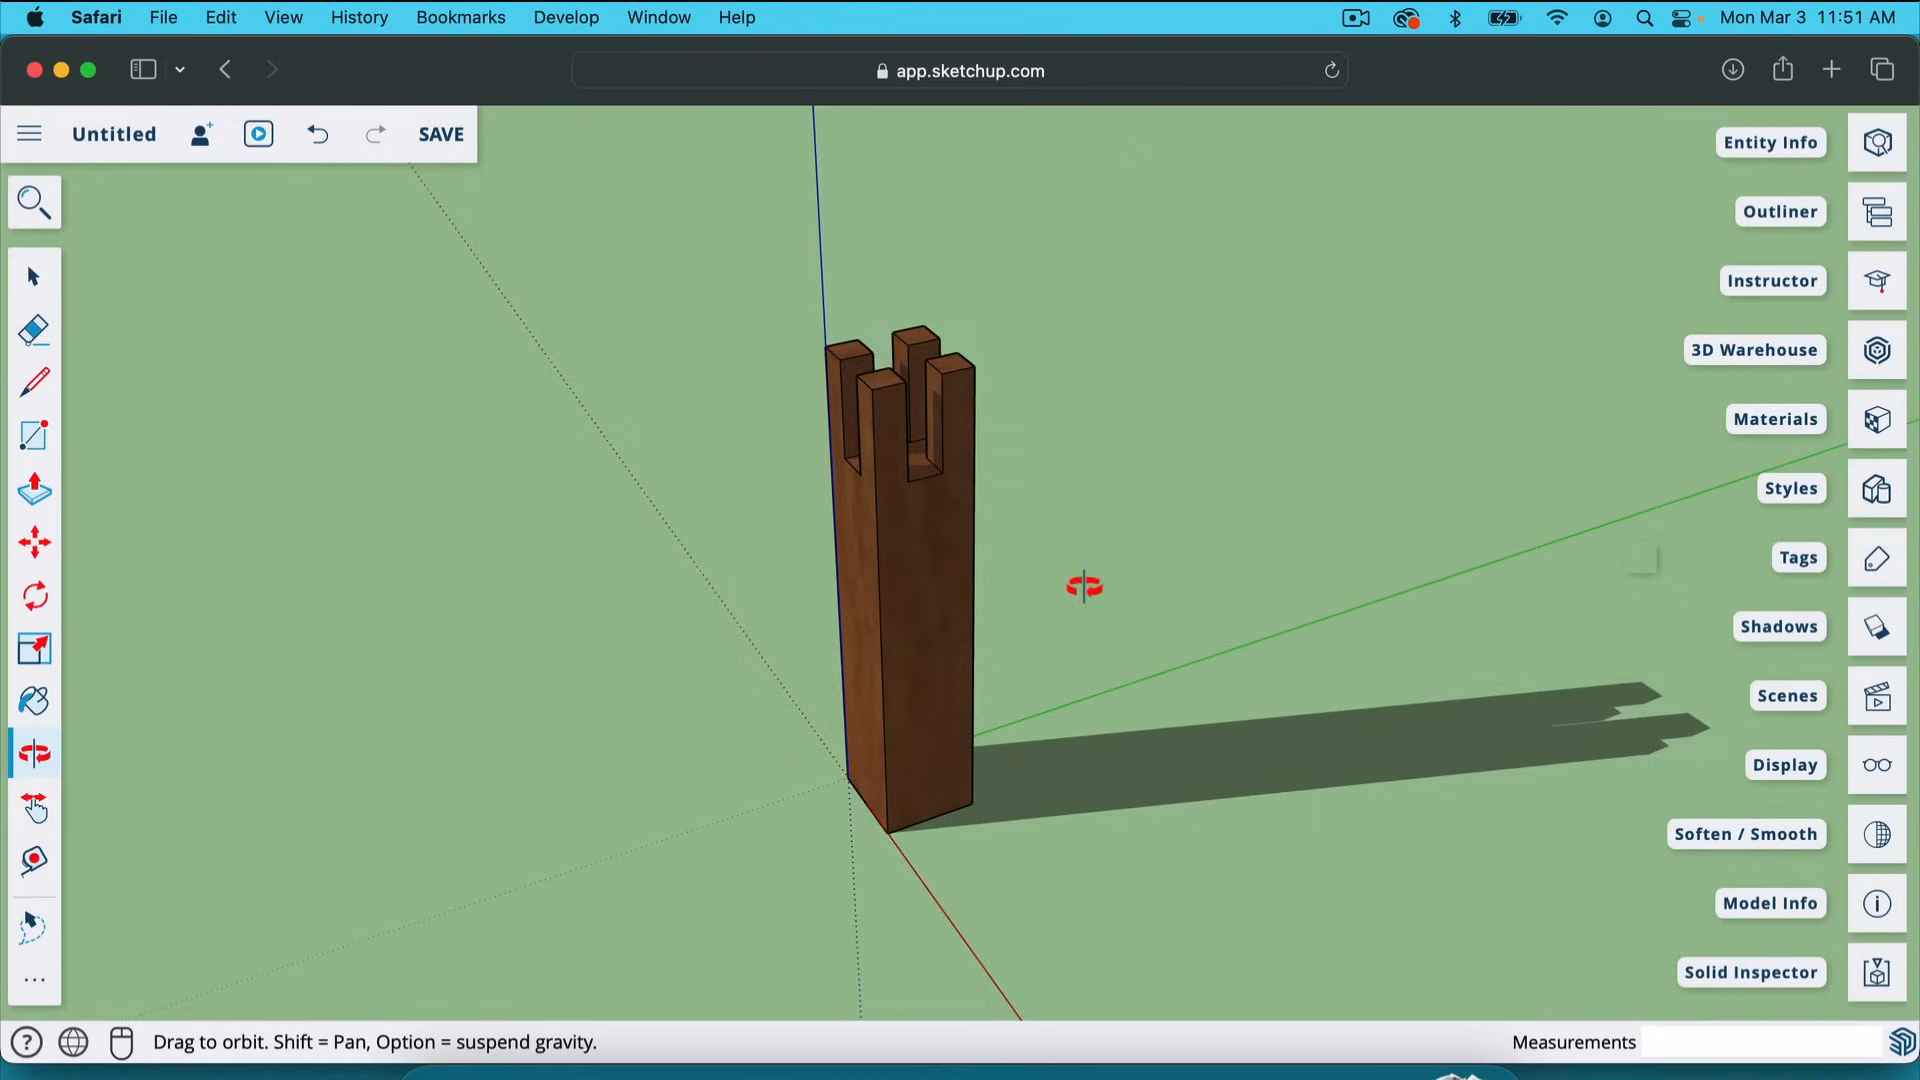 Safari File Edit View History Bookmarks Develop Window Help Mon Mar 3 11:51 AM
app.sketchup.com
Untitled SAVE
Entity Info
Outliner
Instructor
3D Warehouse
Materials
Styles
Tags
Shadows
Scenes
Display
Soften / Smooth
Model Info
Solid Inspector
Drag to orbit. Shift = Pan, Option = suspend gravity. Measurements